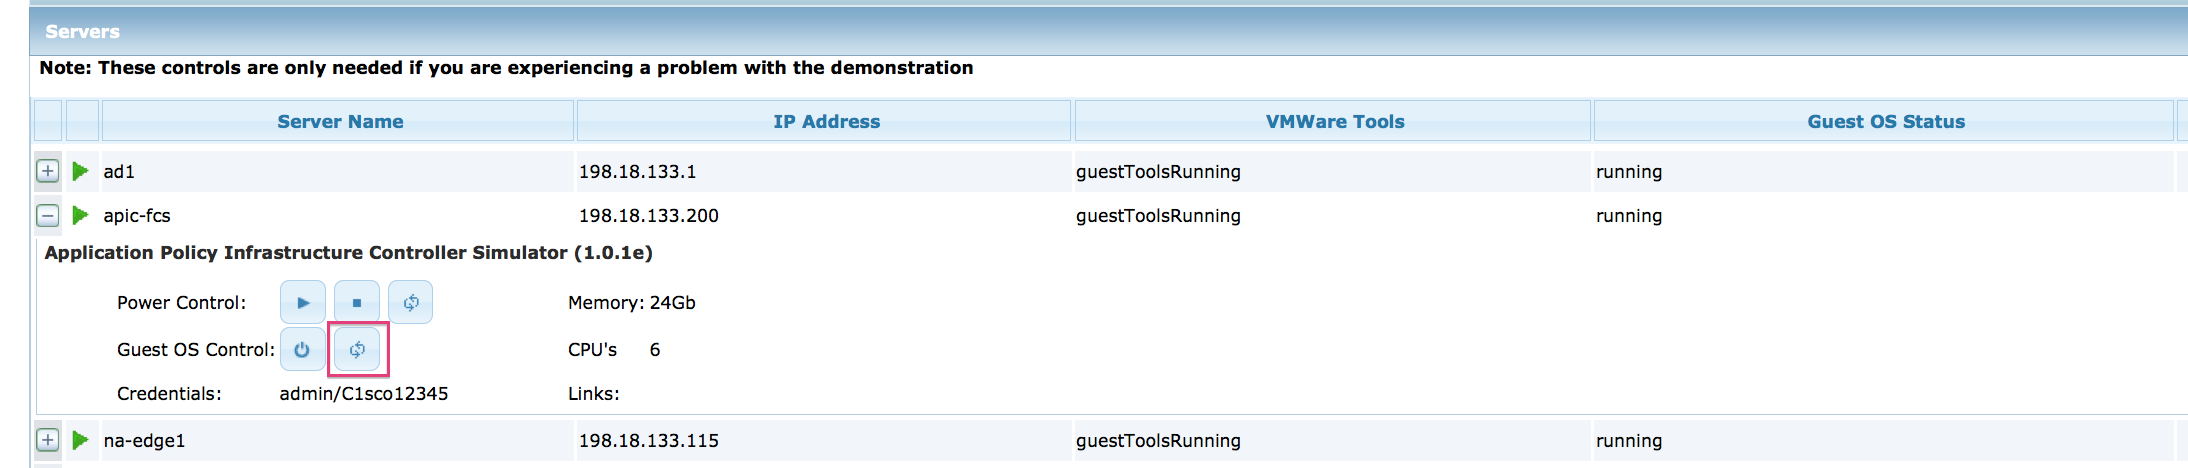 Servers
Note: These controls are only needed if you are experiencing a problem with the demonstration
Server Name IP Address VMWare Tools Guest OS Status
ad1 198.18.133.1 guestToolsRunning running
apic-fcs 198.18.133.200 guestToolsRunning running
Application Policy Infrastructure Controller Simulator (1.0.1e)
Power Control: Memory: 24Gb
Guest OS Control: CPU's 6
Credentials: admin/C1sco12345 Links:
na-edge1 198.18.133.115 guestToolsRunning running